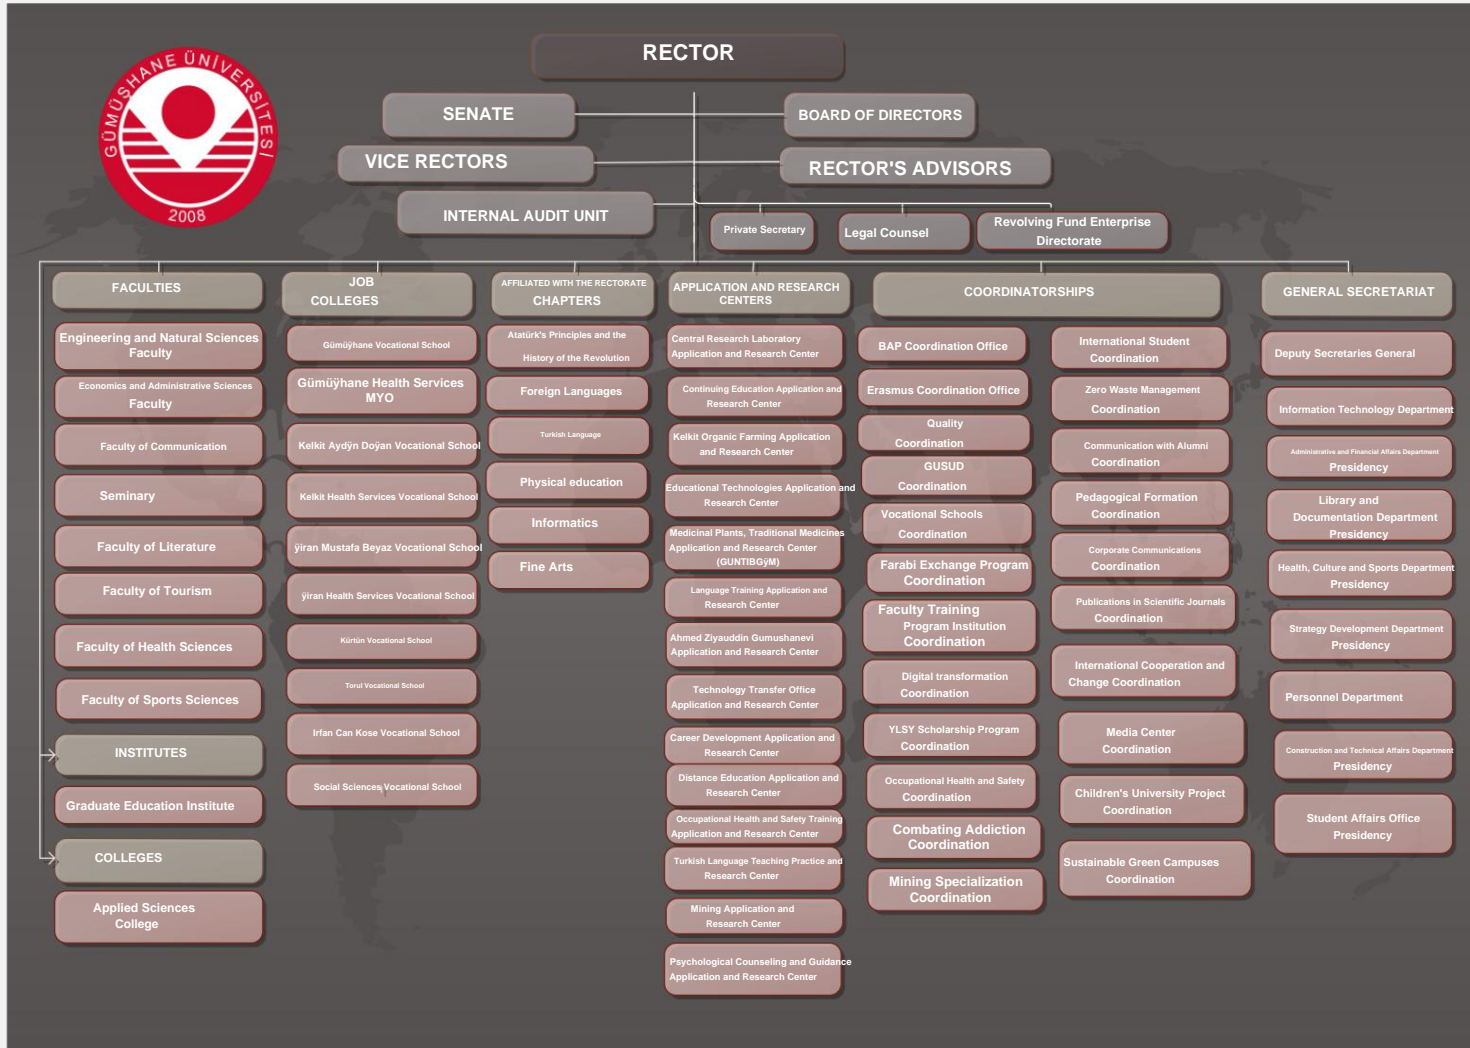 GÜMÜŞHANE ÜNİVERSİTESİ
2008
RECTOR
SENATE
BOARD OF DIRECTORS
VICE RECTORS
RECTOR'S ADVISORS
INTERNAL AUDIT UNIT
Private Secretary
Legal Counsel
Revolving Fund Enterprise
Directorate
FACULTIES
Engineering and Natural Sciences
Faculty
Economics and Administrative Sciences
Faculty
Faculty of Communication
Seminary
Faculty of Literature
Faculty of Tourism
Faculty of Health Sciences
Faculty of Sports Sciences
INSTITUTES
Graduate Education Institute
COLLEGES
Applied Sciences
College
JOB
COLLEGES
Gümüÿhane Vocational School
Gümüÿhane Health Services
MYO
Kelkit Aydÿn Doÿan Vocational School
Kelkit Health Services Vocational School
ÿiran Mustafa Beyaz Vocational School
ÿiran Health Services Vocational School
Kürtün Vocational School
Torul Vocational School
Irfan Can Kose Vocational School
Social Sciences Vocational School
AFFILIATED WITH THE RECTORATE
CHAPTERS
Atatürk's Principles and the
History of the Revolution
Foreign Languages
Turkish Language
Physical education
Informatics
Fine Arts
APPLICATION AND RESEARCH
CENTERS
Central Research Laboratory
Application and Research Center
Continuing Education Application and
Research Center
Kelkit Organic Farming Application
and Research Center
Educational Technologies Application and
Research Center
Medicinal Plants, Traditional Medicines
Application and Research Center
(GUNTIBGÿM)
Language Training Application and
Research Center
Ahmed Ziyauddin Gumushanevi
Application and Research Center
Technology Transfer Office
Application and Research Center
Career Development Application and
Research Center
Distance Education Application and
Research Center
Occupational Health and Safety Training
Application and Research Center
Turkish Language Teaching Practice and
Research Center
Mining Application and
Research Center
Psychological Counseling and Guidance
Application and Research Center
COORDINATORSHIPS
BAP Coordination Office
Erasmus Coordination Office
Quality
Coordination
GUSUD
Coordination
Vocational Schools
Coordination
Farabi Exchange Program
Coordination
Faculty Training
Program Institution
Coordination
Digital transformation
Coordination
YLSY Scholarship Program
Coordination
Occupational Health and Safety
Coordination
Combating Addiction
Coordination
Mining Specialization
Coordination
International Student
Coordination
Zero Waste Management
Coordination
Communication with Alumni
Coordination
Pedagogical Formation
Coordination
Corporate Communications
Coordination
Publications in Scientific Journals
Coordination
International Cooperation and
Change Coordination
Media Center
Coordination
Children's University Project
Coordination
Sustainable Green Campuses
Coordination
GENERAL SECRETARIAT
Deputy Secretaries General
Information Technology Department
Administrative and Financial Affairs Department
Presidency
Library and
Documentation Department
Presidency
Health, Culture and Sports Department
Presidency
Strategy Development Department
Presidency
Personnel Department
Construction and Technical Affairs Department
Presidency
Student Affairs Office
Presidency